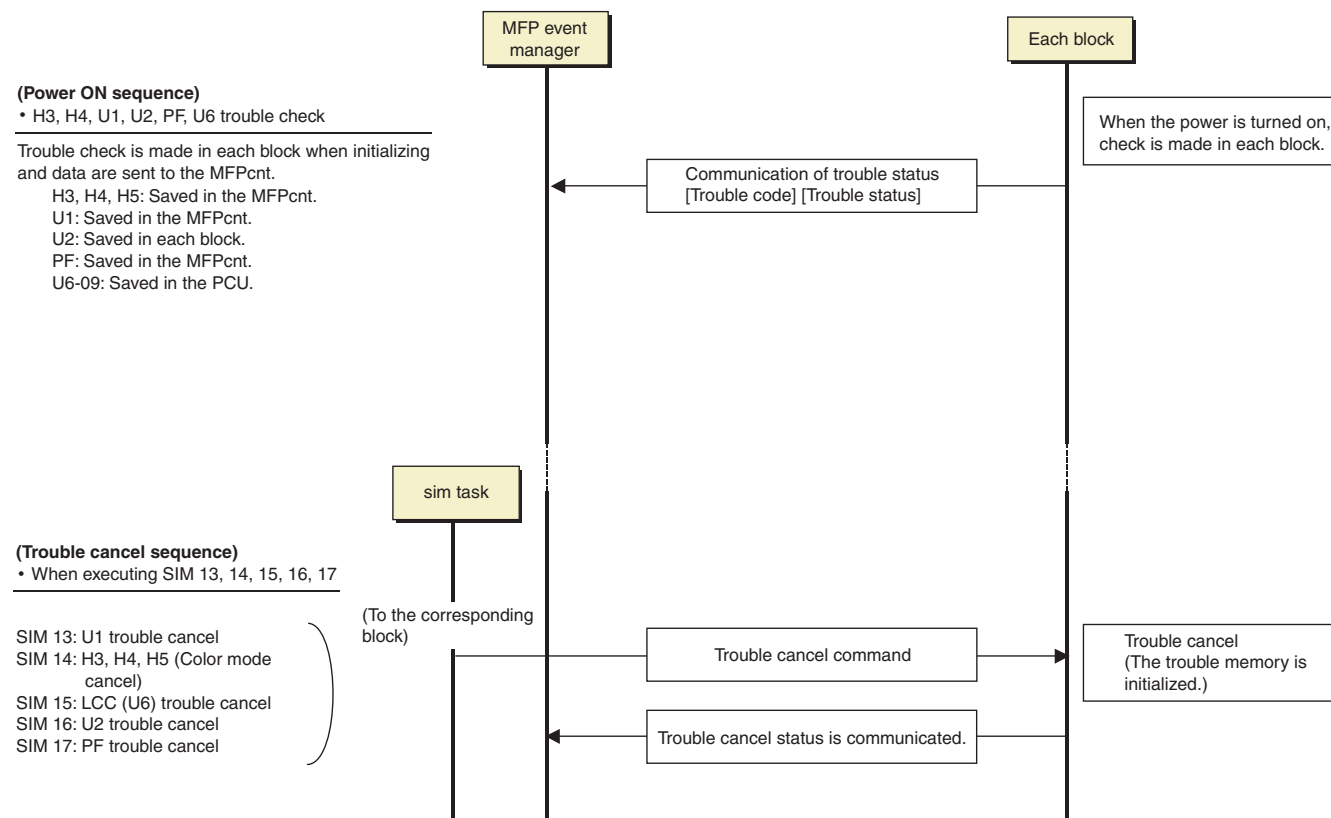 MFP event
manager
Each block
(Power ON sequence)
• H3, H4, U1, U2, PF, U6 trouble check
When the power is turned on,
check is made in each block.
Trouble check is made in each block when initializing
and data are sent to the MFPcnt.
H3, H4, H5: Saved in the MFPcnt.
U1: Saved in the MFPcnt.
U2: Saved in each block.
PF: Saved in the MFPcnt.
U6-09: Saved in the PCU.
Communication of trouble status
[Trouble code] [Trouble status]
sim task
(Trouble cancel sequence)
• When executing SIM 13, 14, 15, 16, 17
(To the corresponding
block)
SIM 13: U1 trouble cancel
SIM 14: H3, H4, H5 (Color mode
cancel)
SIM 15: LCC (U6) trouble cancel
SIM 16: U2 trouble cancel
SIM 17: PF trouble cancel
Trouble cancel command
Trouble cancel
(The trouble memory is
initialized.)
Trouble cancel status is communicated.